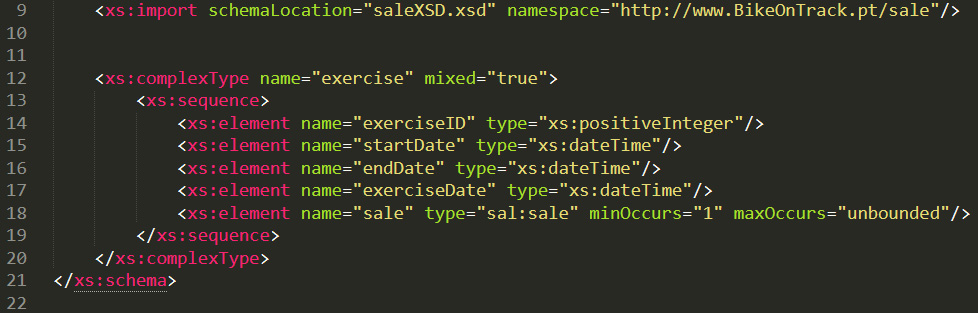 9 <xs:import schemaLocation="saleXSD.xsd" namespace="http://www.BikeOnTrack.pt/sale"/>
10
11
12 <xs:complexType name="exercise" mixed="true">
13 <xs:sequence>
14 <xs:element name="exerciseID" type="xs:positiveInteger"/>
15 <xs:element name="startDate" type="xs:dateTime"/>
16 <xs:element name="endDate" type="xs:dateTime"/>
17 <xs:element name="exerciseDate" type="xs:dateTime"/>
18 <xs:element name="sale" type="sal:sale" minOccurs="1" maxOccurs="unbounded"/>
19 </xs:sequence>
20 </xs:complexType>
21 </xs:schema>
22